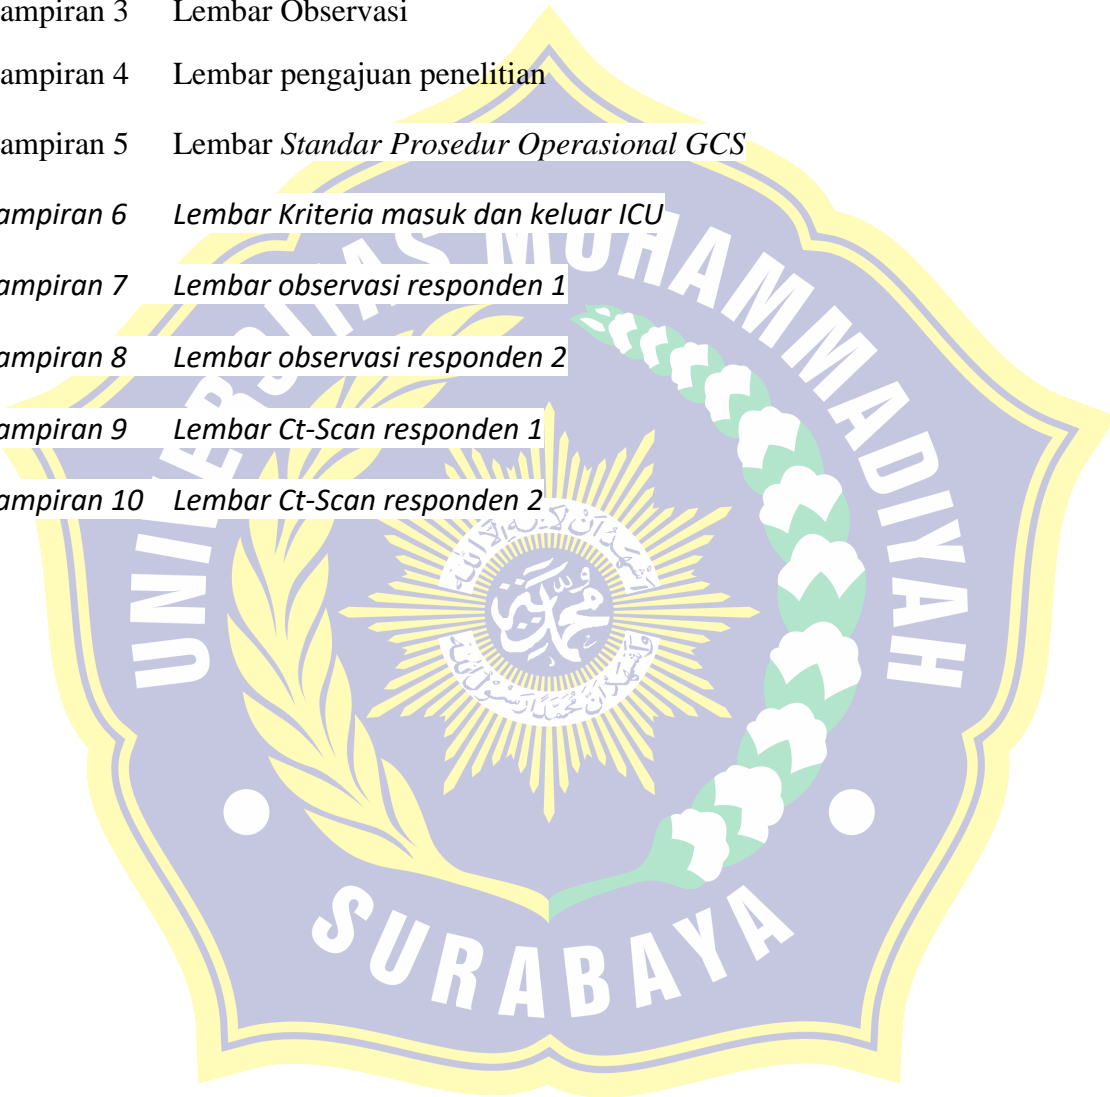 ampiran 3 Lembar Observasi
ampiran 4 Lembar pengajuan penelitian
ampiran 5 Lembar Standar Prosedur Operasional GCS
ampiran 6 Lembar Kriteria masuk dan keluar ICU
ampiran 7 Lembar observasi responden 1
ampiran 8 Lembar observasi responden 2
ampiran 9 Lembar Ct-Scan responden 1
ampiran 10 Lembar Ct-Scan responden 2
UNIVERSITAS MUHAMMADIYAH
محمد
SURABAYA